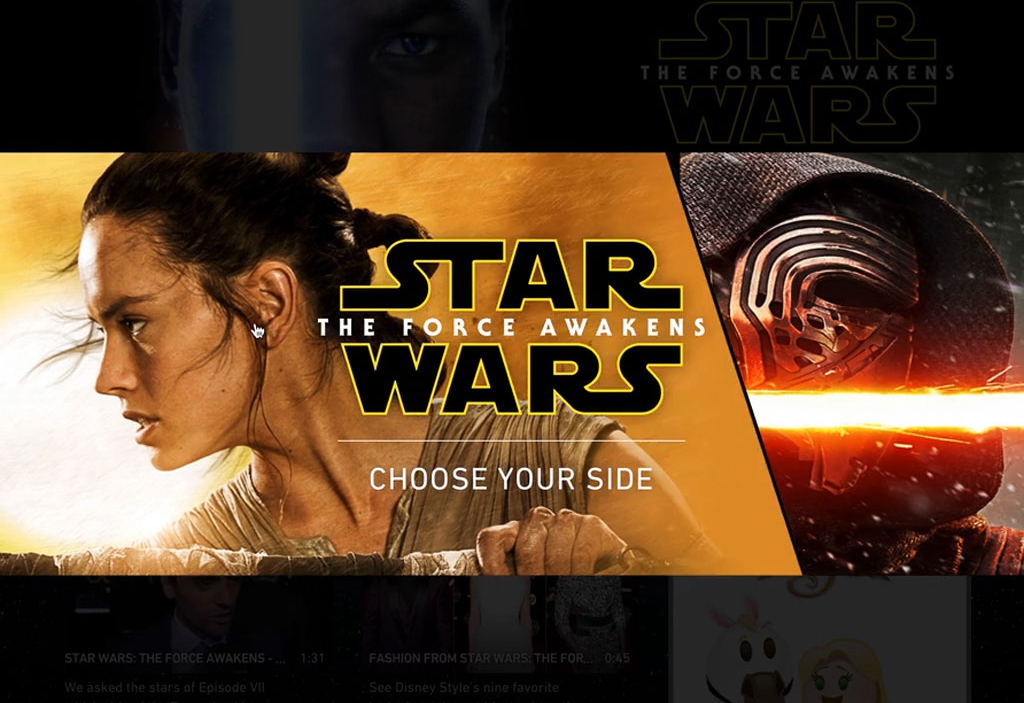 STAR
THE FORCE AWAKENS
WARS
STAR
THE FORCE AWAKENS
WARS
CHOOSE YOUR SIDE
STAR WARS: THE FORCE AWAKENS - ... 1:31
FASHION FROM STAR WARS: THE FOR... 0:45
We asked the stars of Episode VII
See Disney Style's nine favorite